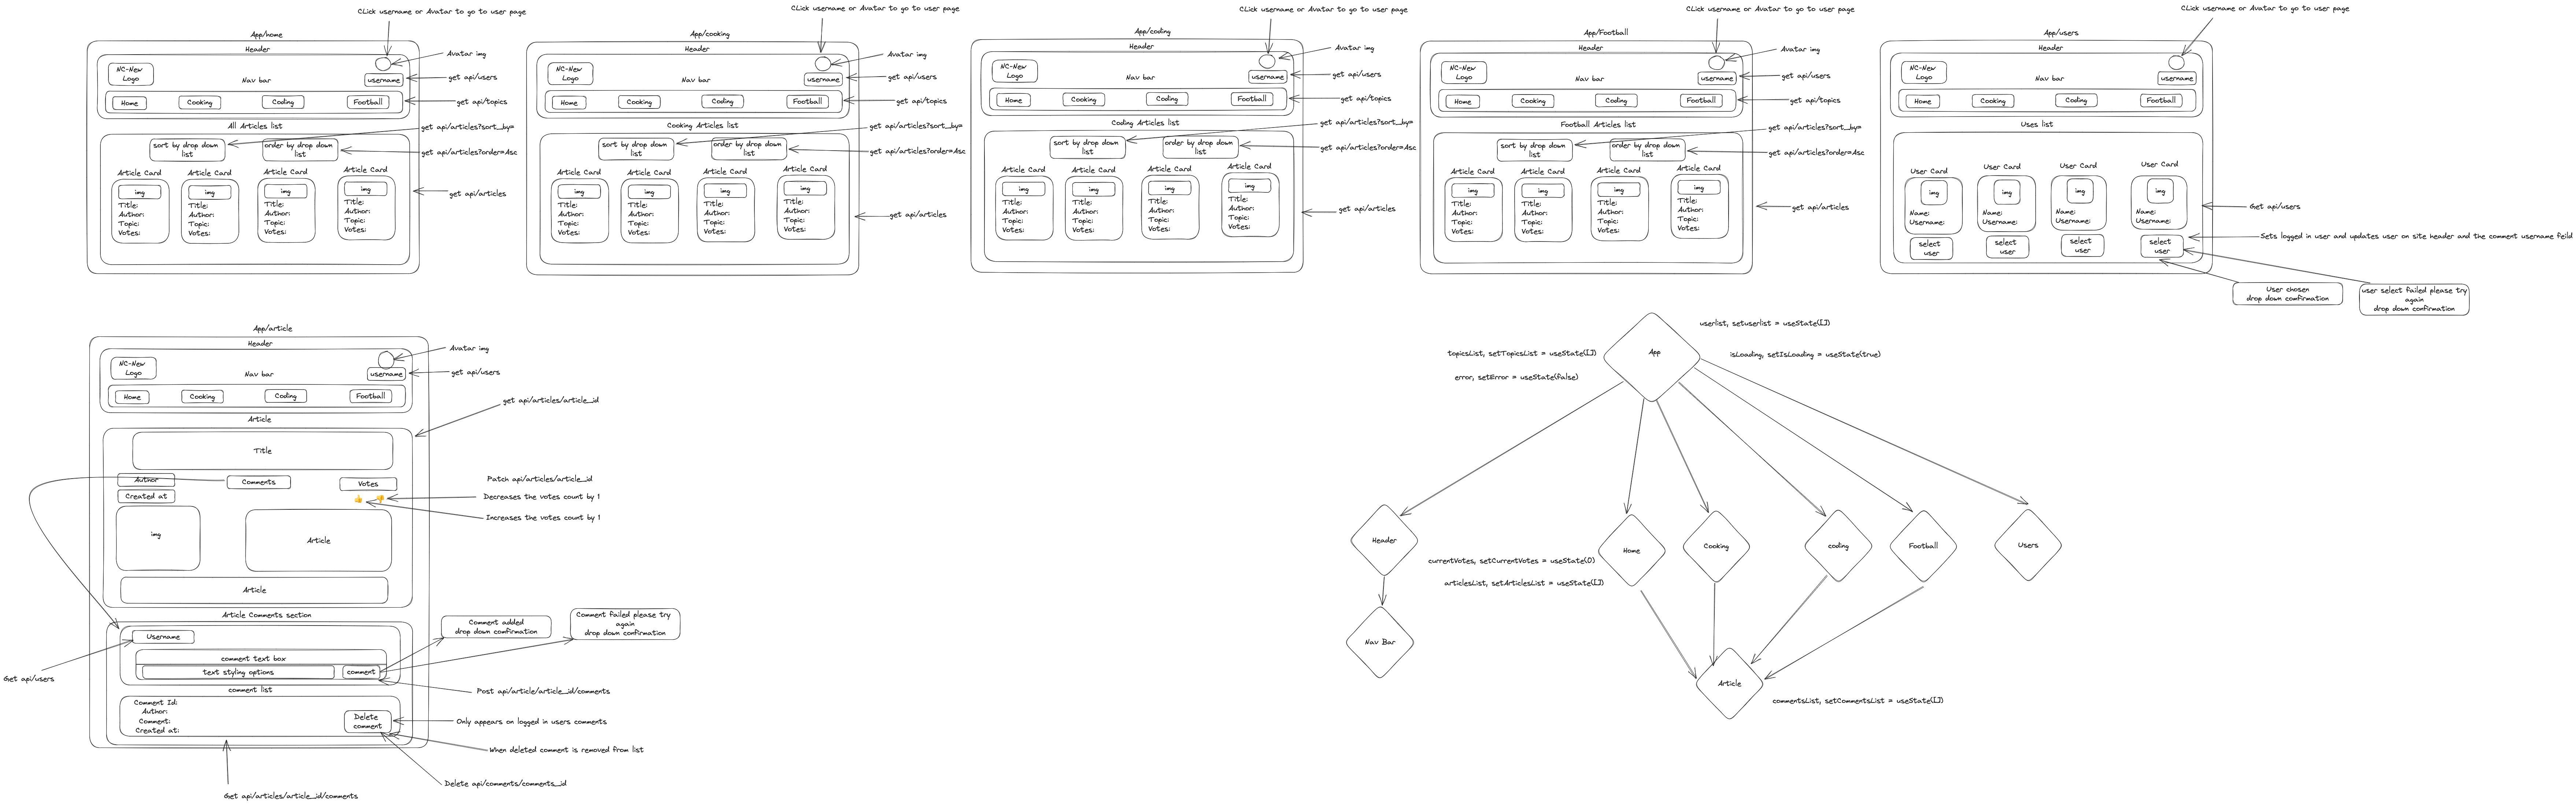 CLick username or Avatar to go to user page
App/home
Header
Avatar img
NC-New
Logo
Nav bar
username
get api/users
Home
Cooking
Coding
Football
get api/topics
All Articles list
get api/articles?sort_by=
sort by drop down
list
order by drop down
list
get api/articles?order=Asc
Article Card
Article Card
Article Card
Article Card
img
img
img
img
Title:
Author:
Topic:
Votes:
Title:
Author:
Topic:
Votes:
Title:
Author:
Topic:
Votes:
Title:
Author:
Topic:
Votes:
get api/articles
CLick username or Avatar to go to user page
App/cooking
Header
Avatar img
NC-New
Logo
Nav bar
username
get api/users
Home
Cooking
Coding
Football
get api/topics
Cooking Articles list
get api/articles?sort_by=
sort by drop down
list
order by drop down
list
get api/articles?order=Asc
Article Card
Article Card
Article Card
Article Card
img
img
img
img
Title:
Author:
Topic:
Votes:
Title:
Author:
Topic:
Votes:
Title:
Author:
Topic:
Votes:
Title:
Author:
Topic:
Votes:
get api/articles
CLick username or Avatar to go to user page
App/coding
Header
Avatar img
NC-New
Logo
Nav bar
username
get api/users
Home
Cooking
Coding
Football
get api/topics
Coding Articles list
get api/articles?sort_by=
sort by drop down
list
order by drop down
list
get api/articles?order=Asc
Article Card
Article Card
Article Card
Article Card
img
img
img
img
Title:
Author:
Topic:
Votes:
Title:
Author:
Topic:
Votes:
Title:
Author:
Topic:
Votes:
Title:
Author:
Topic:
Votes:
get api/articles
CLick username or Avatar to go to user page
App/Football
Header
Avatar img
NC-New
Logo
Nav bar
username
get api/users
Home
Cooking
Coding
Football
get api/topics
Football Articles list
get api/articles?sort_by=
sort by drop down
list
order by drop down
list
get api/articles?order=Asc
Article Card
Article Card
Article Card
Article Card
img
img
img
img
Title:
Author:
Topic:
Votes:
Title:
Author:
Topic:
Votes:
Title:
Author:
Topic:
Votes:
Title:
Author:
Topic:
Votes:
get api/articles
CLick username or Avatar to go to user page
App/users
Header
NC-New
Logo
Nav bar
username
Home
Cooking
Coding
Football
Uses list
User Card
User Card
User Card
User Card
img
img
img
img
Name:
Username:
Name:
Username:
Name:
Username:
Name:
Username:
Get api/users
select
user
select
user
select
user
select
user
Sets logged in user and updates user on site header and the comment username feild
User chosen
drop down confirmation
user select failed please try
again
drop down confirmation
App/article
Header
Avatar img
NC-New
Logo
Nav bar
username
get api/users
Home
Cooking
Coding
Football
Article
get api/articles/article_id
Title
Author
Comments
Votes
Created at
Patch api/articles/article_id
Decreases the votes count by 1
Increases the votes count by 1
img
Article
Article
Article Comments section
Username
Comment added
drop down comfirmation
Comment failed please try
again
drop down confirmation
comment text box
text styling options
comment
Get api/users
Post api/article/article_id/comments
comment list
Comment Id:
Author:
Comment:
Created at:
Delete
comment
Only appears on logged in users comments
When deleted comment is removed from list
Delete api/comments/comments_id
Get api/articles/article_id/comments
userlist, setuserlist = useState([])
App
topicsList, setTopicsList = useState([])
isLoading, setIsLoading = useState(true)
error, setError = useState(false)
Header
Home
Cooking
coding
Football
Users
currentVotes, setCurrentVotes = useState(0)
articlesList, setArticlesList = useState([])
Nav Bar
Article
commentsList, setCommentsList = useState([])